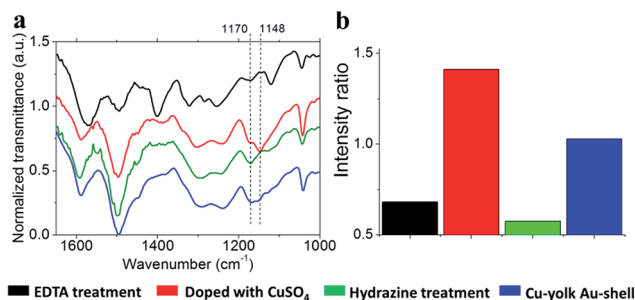 a
1170 1148
Normalized transmittance (a.u.)
1.5
1.0
0.5
0.0
1600 1400 1200 1000
Wavenumber (cm⁻¹)
b
Intensity ratio
1.5
1.0
0.5
EDTA treatment Doped with CuSO₄ Hydrazine treatment Cu-yolk Au-shell